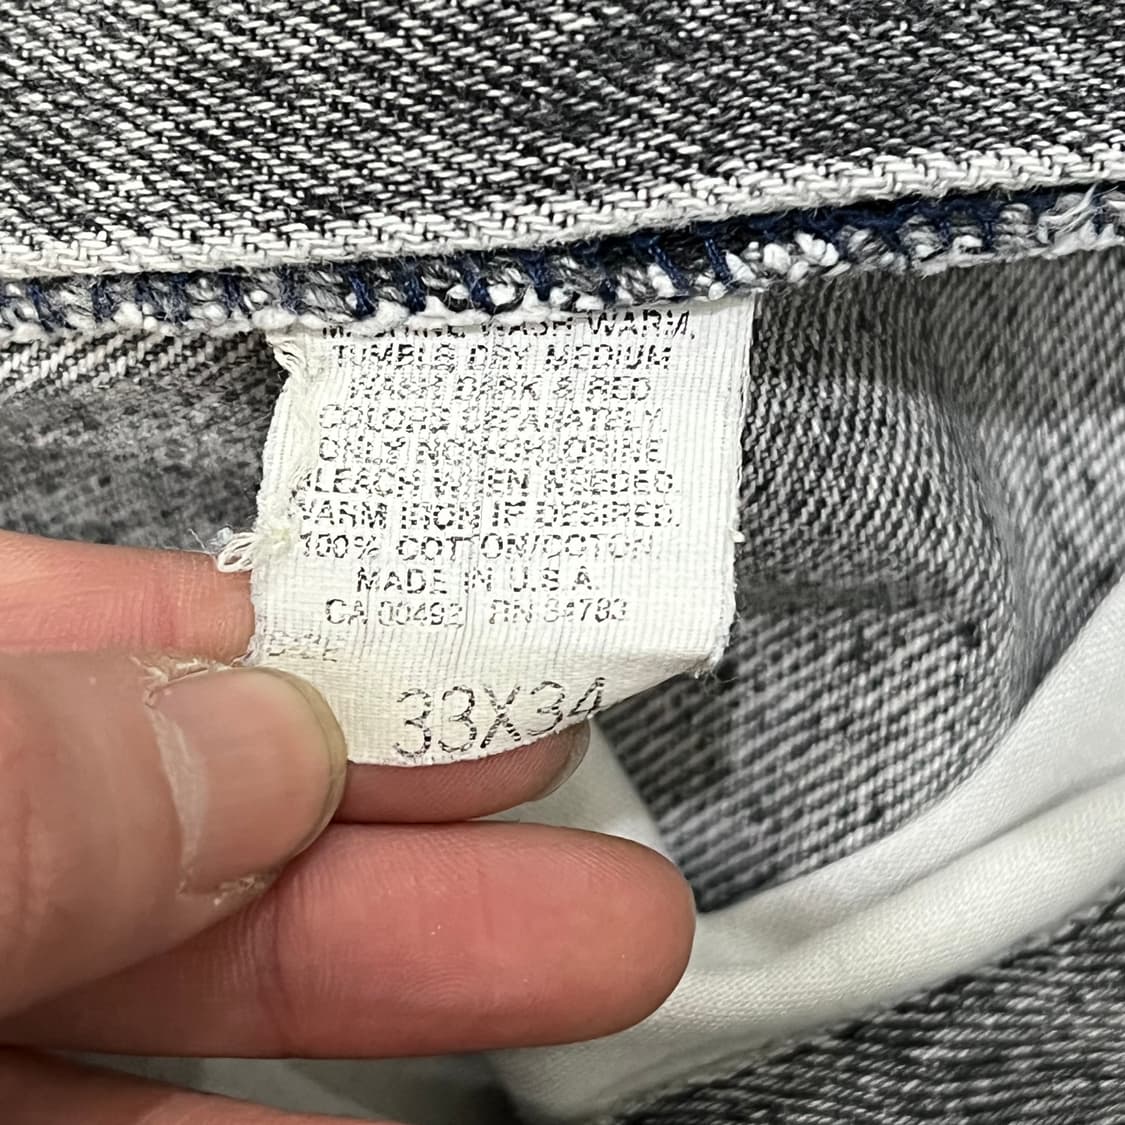 MACHINE WASH WARM,
TUMBLE DRY MEDIUM
WASH DARK & RED
COLORS SEPARATELY.
ONLY NON-CHLORINE
BLEACH WHEN NEEDED.
WARM IRON IF DESIRED.
100% COTTON/COTON
MADE IN U.S.A.
CA 00492 RN 34783
33X34